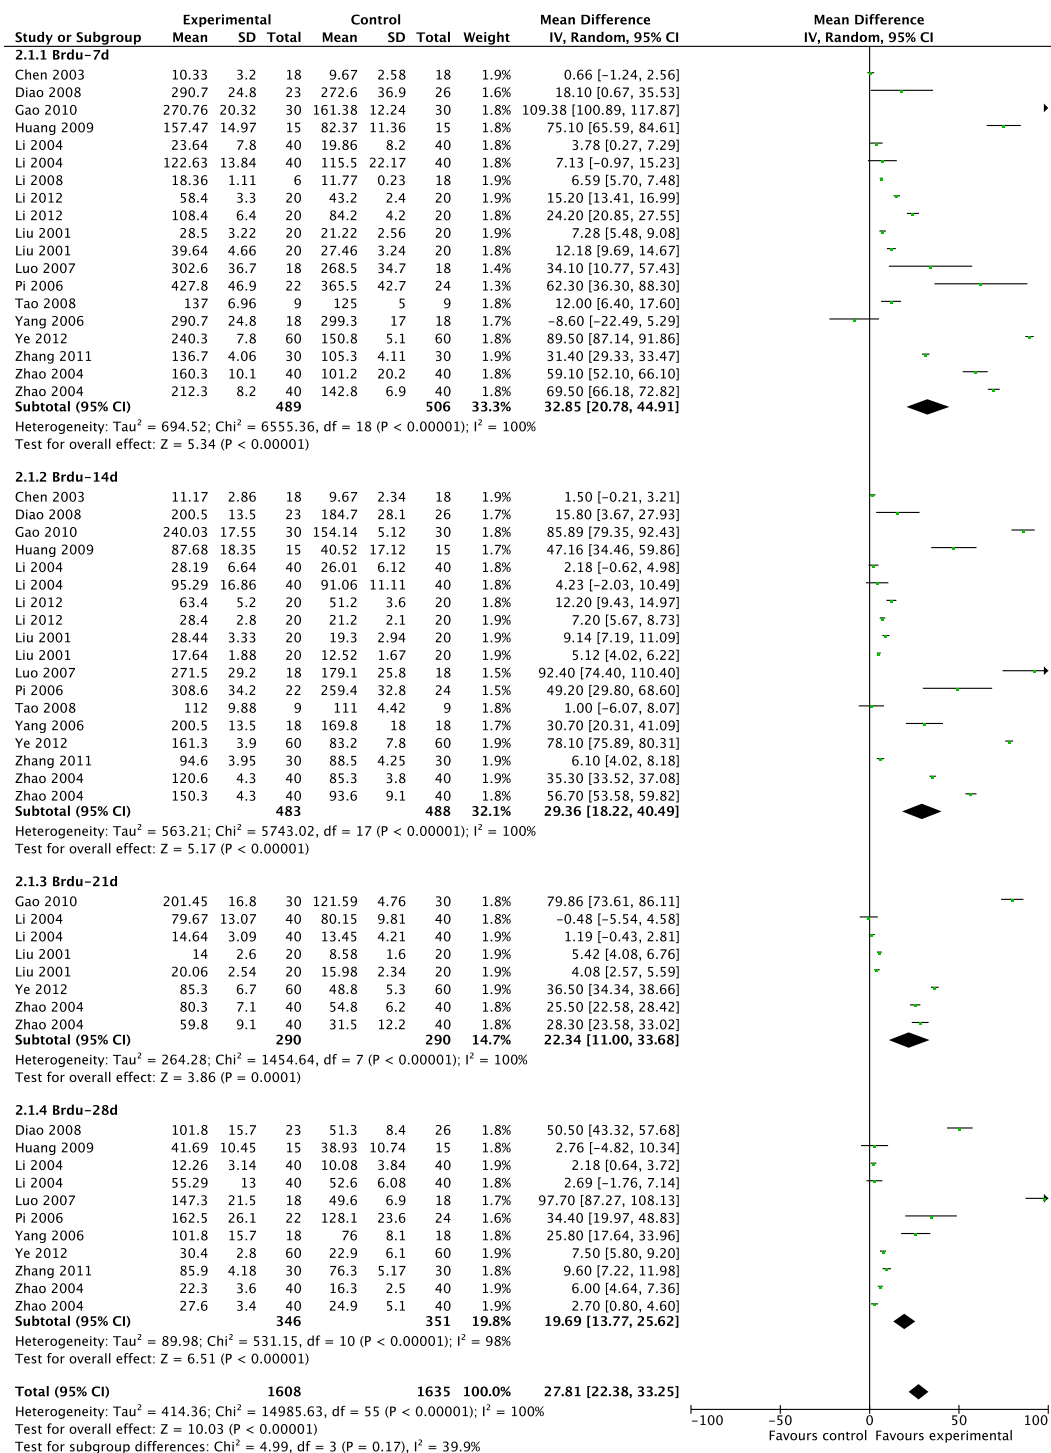 Experimental Control Mean Difference Mean Difference
Study or Subgroup Mean SD Total Mean SD Total Weight IV, Random, 95% CI IV, Random, 95% CI
2.1.1 Brdu-7d
Chen 2003 10.33 3.2 18 9.67 2.58 18 1.9% 0.66 [-1.24, 2.56]
Diao 2008 290.7 24.8 23 272.6 36.9 26 1.6% 18.10 [0.67, 35.53]
Gao 2010 270.76 20.32 30 161.38 12.24 30 1.8% 109.38 [100.89, 117.87]
Huang 2009 157.47 14.97 15 82.37 11.36 15 1.8% 75.10 [65.59, 84.61]
Li 2004 23.64 7.8 40 19.86 8.2 40 1.9% 3.78 [0.27, 7.29]
Li 2004 122.63 13.84 40 115.5 22.17 40 1.8% 7.13 [-0.97, 15.23]
Li 2008 18.36 1.11 6 11.77 0.23 18 1.9% 6.59 [5.70, 7.48]
Li 2012 58.4 3.3 20 43.2 2.4 20 1.9% 15.20 [13.41, 16.99]
Li 2012 108.4 6.4 20 84.2 4.2 20 1.8% 24.20 [20.85, 27.55]
Liu 2001 28.5 3.22 20 21.22 2.56 20 1.9% 7.28 [5.48, 9.08]
Liu 2001 39.64 4.66 20 27.46 3.24 20 1.9% 12.18 [9.69, 14.67]
Luo 2007 302.6 36.7 18 268.5 34.7 18 1.4% 34.10 [10.77, 57.43]
Pi 2006 427.8 46.9 22 365.5 42.7 24 1.3% 62.30 [36.30, 88.30]
Tao 2008 137 6.96 9 125 5 9 1.8% 12.00 [6.40, 17.60]
Yang 2006 290.7 24.8 18 299.3 17 18 1.7% -8.60 [-22.49, 5.29]
Ye 2012 240.3 7.8 60 150.8 5.1 60 1.9% 89.50 [87.14, 91.86]
Zhang 2011 136.7 4.06 30 105.3 4.11 30 1.9% 31.40 [29.33, 33.47]
Zhao 2004 160.3 10.1 40 101.2 20.2 40 1.8% 59.10 [52.10, 66.10]
Zhao 2004 212.3 8.2 40 142.8 6.9 40 1.8% 69.50 [66.18, 72.82]
Subtotal (95% CI) 489 506 33.3% 32.85 [20.78, 44.91]
Heterogeneity: Tau² = 694.52; Chi² = 6555.36, df = 18 (P < 0.00001); I² = 100%
Test for overall effect: Z = 5.34 (P < 0.00001)
2.1.2 Brdu-14d
Chen 2003 11.17 2.86 18 9.67 2.34 18 1.9% 1.50 [-0.21, 3.21]
Diao 2008 200.5 13.5 23 184.7 28.1 26 1.7% 15.80 [3.67, 27.93]
Gao 2010 240.03 17.55 30 154.14 5.12 30 1.8% 85.89 [79.35, 92.43]
Huang 2009 87.68 18.35 15 40.52 17.12 15 1.7% 47.16 [34.46, 59.86]
Li 2004 28.19 6.64 40 26.01 6.12 40 1.9% 2.18 [-0.62, 4.98]
Li 2004 95.29 16.86 40 91.06 11.11 40 1.8% 4.23 [-2.03, 10.49]
Li 2012 63.4 5.2 20 51.2 3.6 20 1.9% 12.20 [9.43, 14.97]
Li 2012 28.4 2.8 20 21.2 2.1 20 1.9% 7.20 [5.67, 8.73]
Liu 2001 28.44 3.33 20 19.3 2.94 20 1.9% 9.14 [7.19, 11.09]
Liu 2001 17.64 1.88 20 12.52 1.67 20 1.9% 5.12 [4.02, 6.22]
Luo 2007 271.5 29.2 18 179.1 25.8 18 1.5% 92.40 [74.40, 110.40]
Pi 2006 308.6 34.2 22 259.4 32.8 24 1.5% 49.20 [29.80, 68.60]
Tao 2008 112 9.88 9 111 4.42 9 1.8% 1.00 [-6.07, 8.07]
Yang 2006 200.5 13.5 18 169.8 18 18 1.7% 30.70 [20.31, 41.09]
Ye 2012 161.3 3.9 60 83.2 7.8 60 1.9% 78.10 [75.89, 80.31]
Zhang 2011 94.6 3.95 30 88.5 4.25 30 1.9% 6.10 [4.02, 8.18]
Zhao 2004 120.6 4.3 40 85.3 3.8 40 1.9% 35.30 [33.52, 37.08]
Zhao 2004 150.3 4.3 40 93.6 9.1 40 1.9% 56.70 [53.58, 59.82]
Subtotal (95% CI) 483 488 32.1% 29.36 [18.22, 40.49]
Heterogeneity: Tau² = 563.21; Chi² = 5743.02, df = 17 (P < 0.00001); I² = 100%
Test for overall effect: Z = 5.17 (P < 0.00001)
2.1.3 Brdu-21d
Gao 2010 201.45 16.8 30 121.59 4.76 30 1.8% 79.86 [73.61, 86.11]
Li 2004 79.67 13.07 40 80.15 9.81 40 1.8% -0.48 [-5.54, 4.58]
Li 2004 14.64 3.09 40 13.45 4.21 40 1.9% 1.19 [-0.43, 2.81]
Liu 2001 14 2.6 20 8.58 1.6 20 1.9% 5.42 [4.08, 6.76]
Liu 2001 20.06 2.54 20 15.98 2.34 20 1.9% 4.08 [2.57, 5.59]
Ye 2012 85.3 6.7 60 48.8 5.3 60 1.9% 36.50 [34.34, 38.66]
Zhao 2004 80.3 7.1 40 54.8 6.2 40 1.9% 25.50 [22.58, 28.42]
Zhao 2004 59.8 9.1 40 31.5 12.2 40 1.8% 28.30 [23.58, 33.02]
Subtotal (95% CI) 290 290 14.7% 22.34 [11.00, 33.68]
Heterogeneity: Tau² = 264.28; Chi² = 1454.64, df = 7 (P < 0.00001); I² = 100%
Test for overall effect: Z = 3.86 (P = 0.0001)
2.1.4 Brdu-28d
Diao 2008 101.8 15.7 23 51.3 8.4 26 1.8% 50.50 [43.32, 57.68]
Huang 2009 41.69 10.45 15 38.93 10.74 15 1.8% 2.76 [-4.82, 10.34]
Li 2004 12.26 3.14 40 10.08 3.84 40 1.9% 2.18 [0.64, 3.72]
Li 2004 55.29 13 40 52.6 6.08 40 1.8% 2.69 [-1.76, 7.14]
Luo 2007 147.3 21.5 18 49.6 6.9 18 1.7% 97.70 [87.27, 108.13]
Pi 2006 162.5 26.1 22 128.1 23.6 24 1.6% 34.40 [19.97, 48.83]
Yang 2006 101.8 15.7 18 76 8.1 18 1.8% 25.80 [17.64, 33.96]
Ye 2012 30.4 2.8 60 22.9 6.1 60 1.9% 7.50 [5.80, 9.20]
Zhang 2011 85.9 4.18 30 76.3 5.17 30 1.9% 9.60 [7.22, 11.98]
Zhao 2004 22.3 3.6 40 16.3 2.5 40 1.9% 6.00 [4.64, 7.36]
Zhao 2004 27.6 3.4 40 24.9 5.1 40 1.9% 2.70 [0.80, 4.60]
Subtotal (95% CI) 346 351 19.8% 19.69 [13.77, 25.62]
Heterogeneity: Tau² = 89.98; Chi² = 531.15, df = 10 (P < 0.00001); I² = 98%
Test for overall effect: Z = 6.51 (P < 0.00001)
Total (95% CI) 1608 1635 100.0% 27.81 [22.38, 33.25]
Heterogeneity: Tau² = 414.36; Chi² = 14985.63, df = 55 (P < 0.00001); I² = 100%
Test for overall effect: Z = 10.03 (P < 0.00001)
Test for subgroup differences: Chi² = 4.99, df = 3 (P = 0.17), I² = 39.9%
-100 -50 0 50 100
Favours control Favours experimental